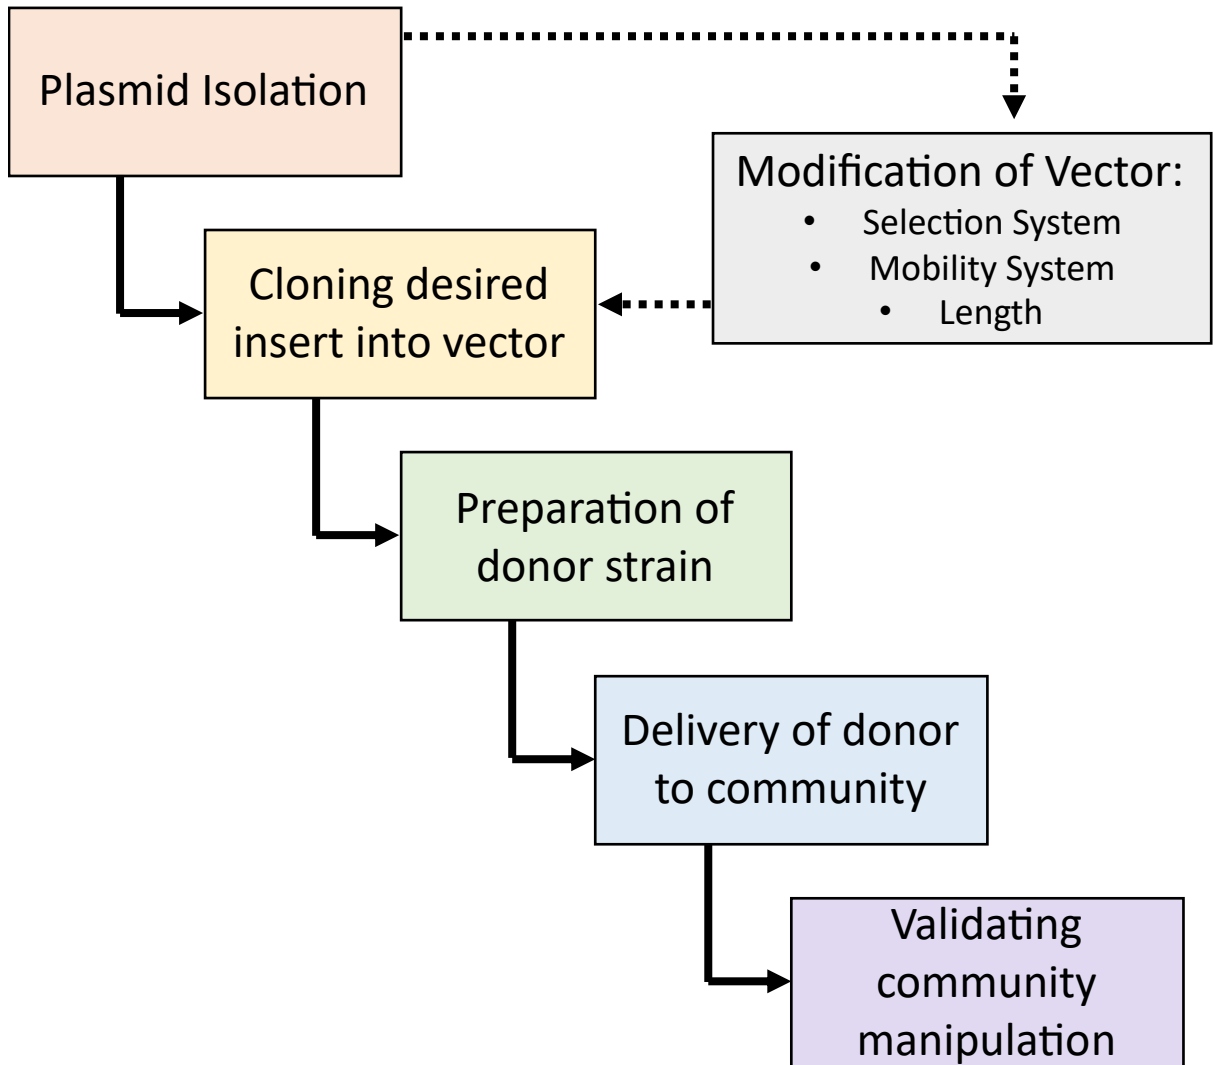 Plasmid Isolation
Modification of Vector:
• Selection System
• Mobility System
• Length
Cloning desired
insert into vector
Preparation of
donor strain
Delivery of donor
to community
Validating
community
manipulation